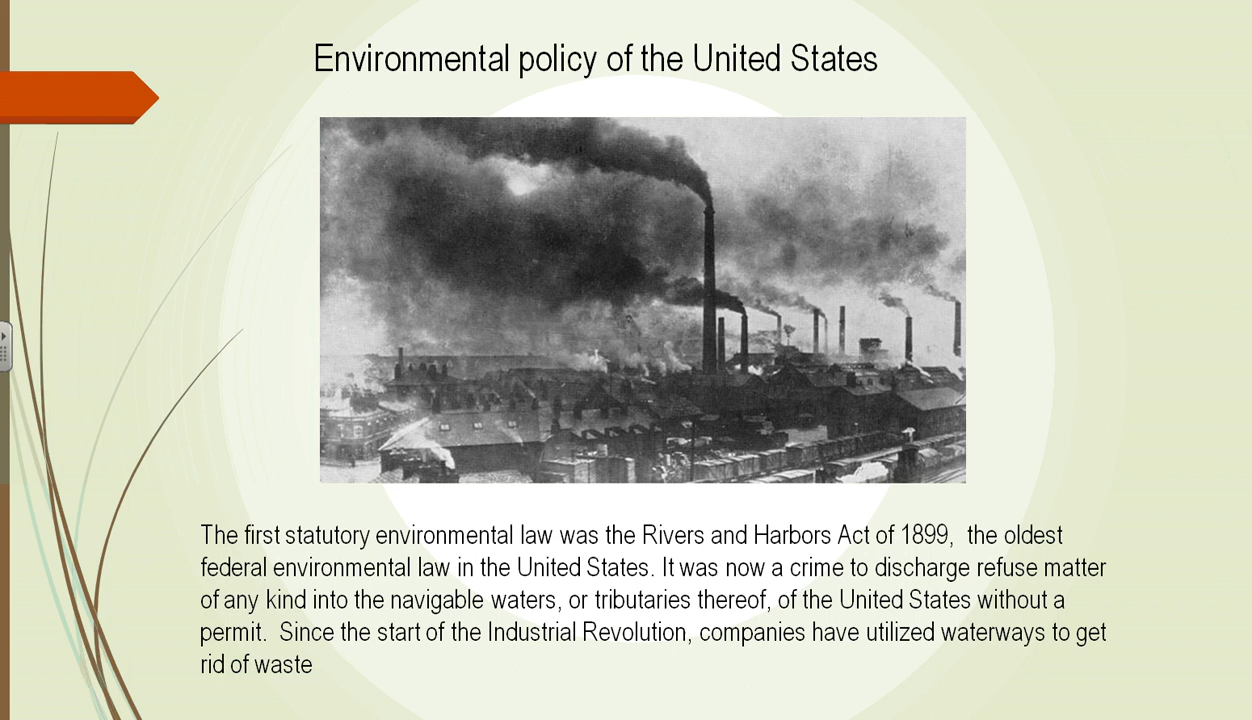 Environmental policy of the United States
The first statutory environmental law was the Rivers and Harbors Act of 1899,  the oldest
federal environmental law in the United States. It was now a crime to discharge refuse matter
of any kind into the navigable waters, or tributaries thereof, of the United States without a
permit.  Since the start of the Industrial Revolution, companies have utilized waterways to get
rid of waste